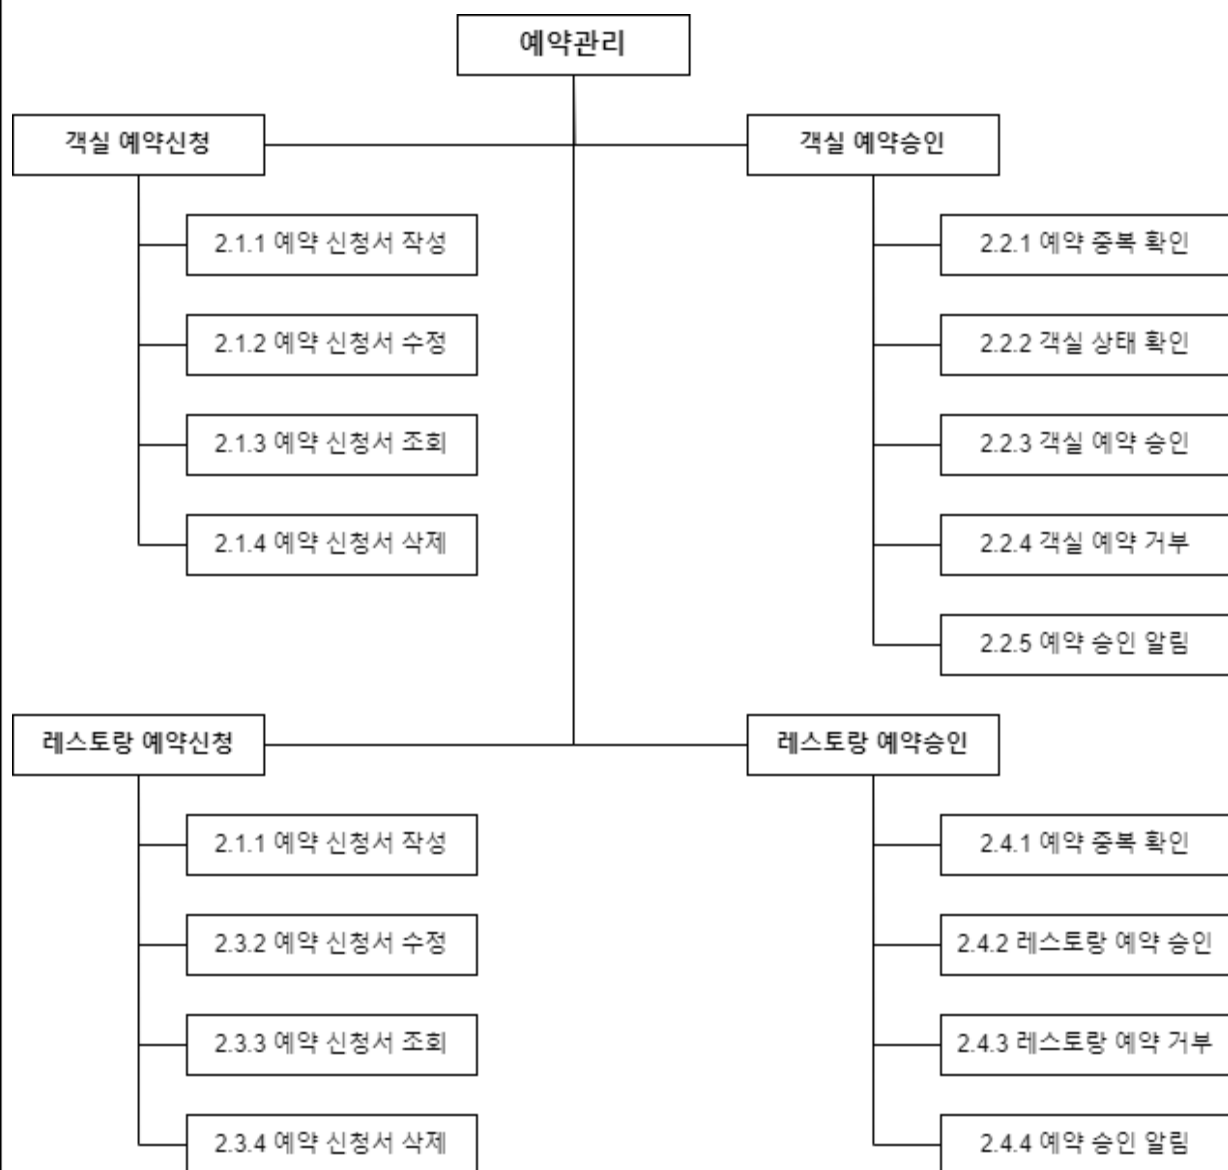 예약관리
객실 예약신청
객실 예약승인
2.1.1 예약 신청서 작성
2.2.1 예약 중복 확인
2.1.2 예약 신청서 수정
2.2.2 객실 상태 확인
2.1.3 예약 신청서 조회
2.2.3 객실 예약 승인
2.1.4 예약 신청서 삭제
2.2.4 객실 예약 거부
2.2.5 예약 승인 알림
레스토랑 예약신청
레스토랑 예약승인
2.1.1 예약 신청서 작성
2.4.1 예약 중복 확인
2.3.2 예약 신청서 수정
2.4.2 레스토랑 예약 승인
2.3.3 예약 신청서 조회
2.4.3 레스토랑 예약 거부
2.3.4 예약 신청서 삭제
2.4.4 예약 승인 알림